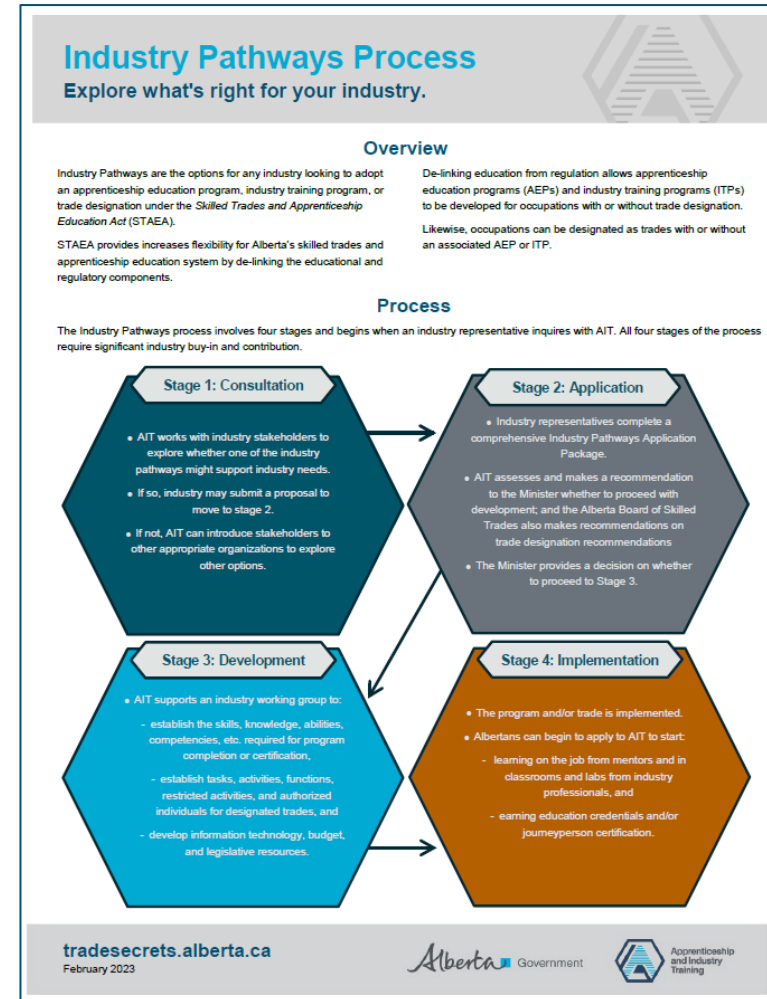 Industry Pathways Process
Explore what's right for your industry.
Overview
Industry Pathways are the options for any industry looking to adopt
an apprenticeship education program, industry training program, or
trade designation under the Skilled Trades and Apprenticeship
Education Act (STAEA).
STAEA provides increases flexibility for Alberta's skilled trades and
apprenticeship education system by de-linking the educational and
regulatory components.
De-linking education from regulation allows apprenticeship
education programs (AEPs) and industry training programs (ITPs)
to be developed for occupations with or without trade designation.
Likewise, occupations can be designated as trades with or without
an associated AEP or ITP.
Process
The Industry Pathways process involves four stages and begins when an industry representative inquires with AIT. All four stages of the process
require significant industry buy-in and contribution.
Stage 1: Consultation
• AIT works with industry stakeholders to
explore whether one of the industry
pathways might support industry needs.
• If so, industry may submit a proposal to
move to stage 2.
• If not, AIT can introduce stakeholders to
other appropriate organizations to explore
other options.
Stage 2: Application
• Industry representatives complete a
comprehensive Industry Pathways Application
Package.
• AIT assesses and makes a recommendation
to the Minister whether to proceed with
development; and the Alberta Board of Skilled
Trades also makes recommendations on
trade designation recommendations
• The Minister provides a decision on whether
to proceed to Stage 3.
Stage 3: Development
• AIT supports an industry working group to:
- establish the skills, knowledge, abilities,
competencies, etc. required for program
completion or certification,
- establish tasks, activities, functions,
restricted activities, and authorized
individuals for designated trades, and
- develop information technology, budget,
and legislative resources.
Stage 4: Implementation
• The program and/or trade is implemented.
• Albertans can begin to apply to AIT to start:
- learning on the job from mentors and in
classrooms and labs from industry
professionals, and
- earning education credentials and/or
journeyperson certification.
tradesecrets.alberta.ca
February 2023
Alberta Government
Apprenticeship
and Industry
Training